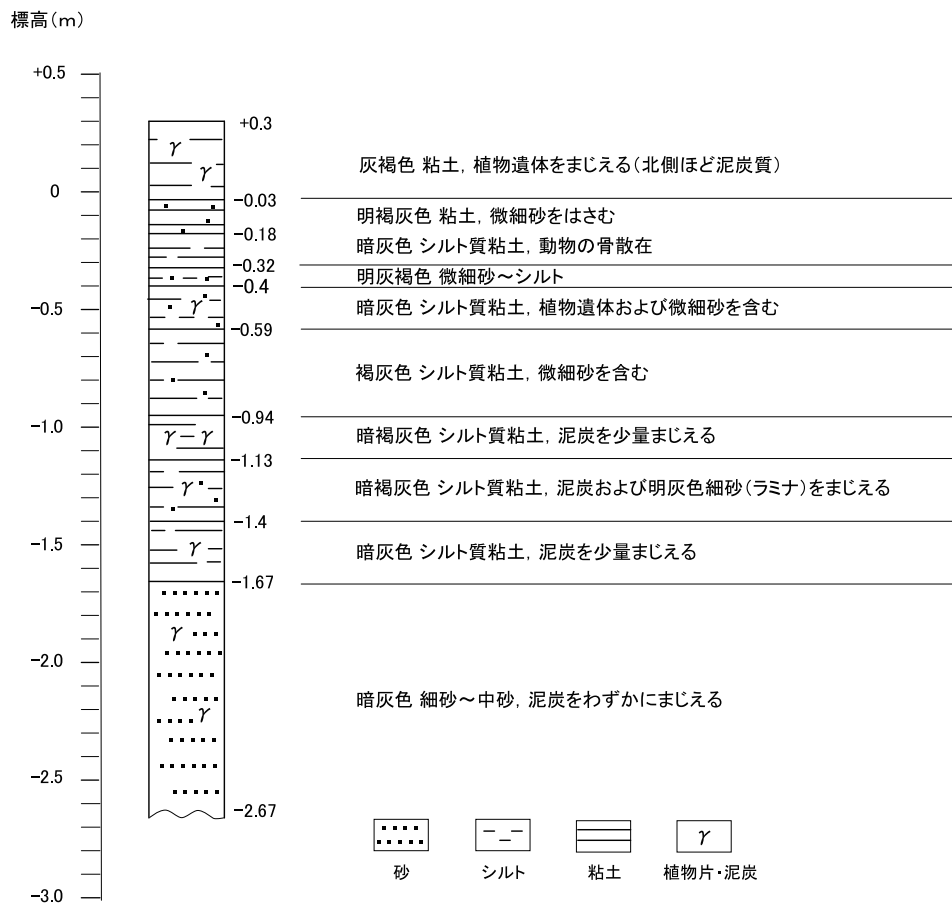 標高(m)
+0.5
+0.3
灰褐色 粘土, 植物遺体をまじえる(北側ほど泥炭質)
0
-0.03
明褐灰色 粘土, 微細砂をはさむ
-0.18
暗灰色 シルト質粘土, 動物の骨散在
-0.32
明灰褐色 微細砂～シルト
-0.4
-0.5
暗灰色 シルト質粘土, 植物遺体および微細砂を含む
-0.59
褐灰色 シルト質粘土, 微細砂を含む
-0.94
-1.0
暗褐灰色 シルト質粘土, 泥炭を少量まじえる
-1.13
暗褐灰色 シルト質粘土, 泥炭および明灰色細砂(ラミナ)をまじえる
-1.4
-1.5
暗灰色 シルト質粘土, 泥炭を少量まじえる
-1.67
-2.0
暗灰色 細砂～中砂, 泥炭をわずかにまじえる
-2.5
-2.67
-3.0
γ
砂 シルト 粘土 植物片・泥炭